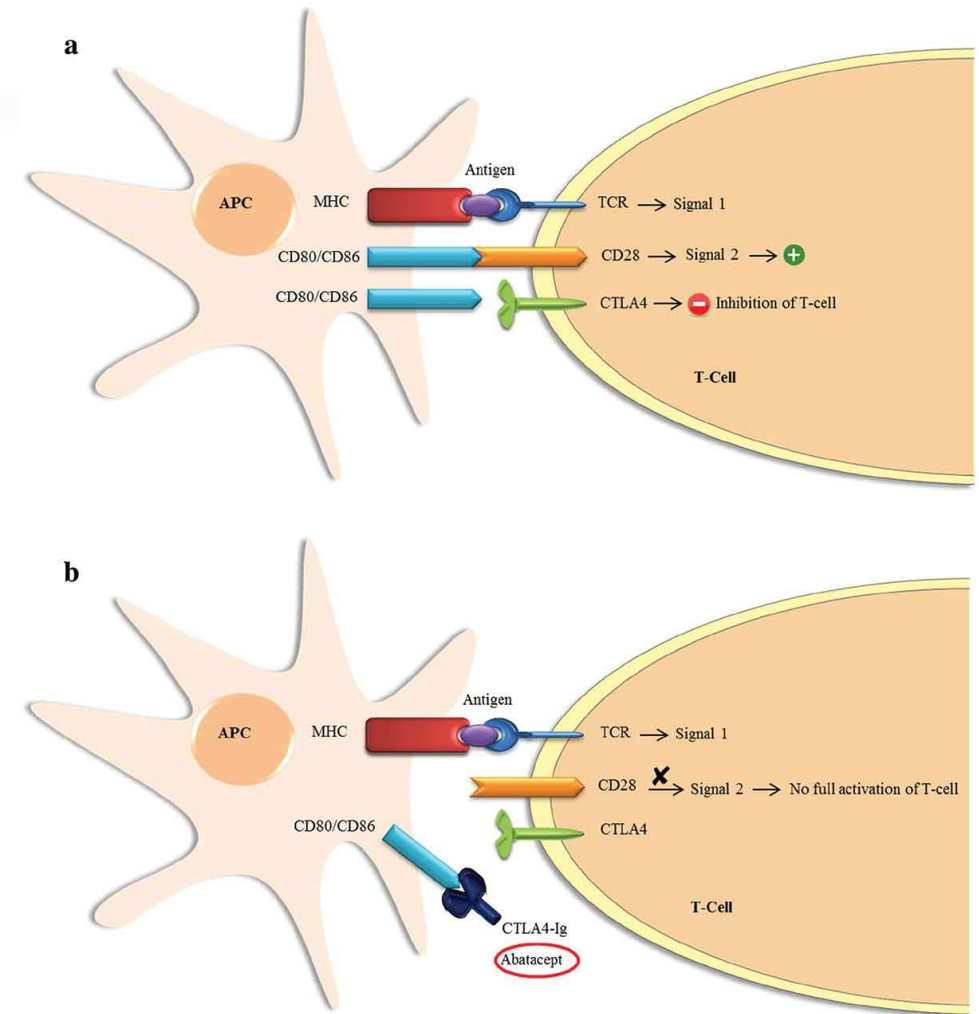 a
Antigen
APC
MHC
TCR → Signal 1
CD80/CD86
CD28 → Signal 2 → +
CD80/CD86
CTLA4 → − Inhibition of T-cell
T-Cell
b
Antigen
APC
MHC
TCR → Signal 1
CD28 → Signal 2 → No full activation of T-cell
CD80/CD86
CTLA4
T-Cell
CTLA4-Ig
Abatacept